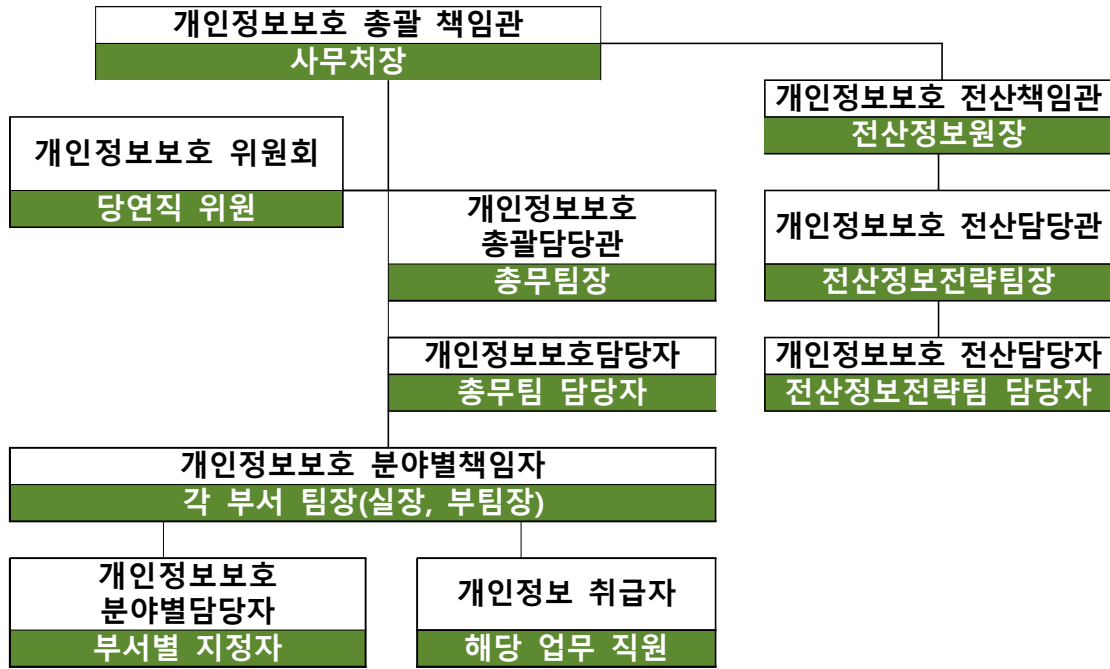 개인정보보호 총괄 책임관
사무처장
개인정보보호 전산책임관
전산정보원장
개인정보보호 위원회
당연직 위원
개인정보보호
총괄담당관
총무팀장
개인정보보호 전산담당관
전산정보전략팀장
개인정보보호담당자
총무팀 담당자
개인정보보호 전산담당자
전산정보전략팀 담당자
개인정보보호 분야별책임자
각 부서 팀장(실장, 부팀장)
개인정보보호
분야별담당자
부서별 지정자
개인정보 취급자
해당 업무 직원